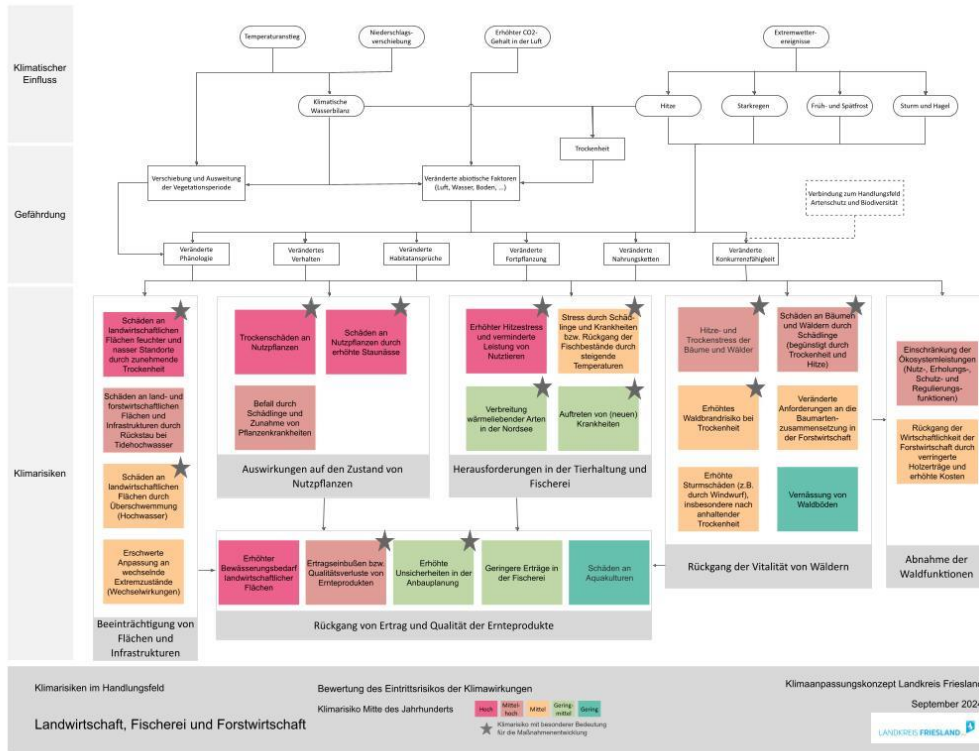 Klimatischer
Einfluss
Temperaturanstieg
Niederschlags-
verschiebung
Erhöhter CO2-
Gehalt in der Luft
Extremwetter-
ereignisse
Klimatische
Wasserbilanz
Hitze
Starkregen
Früh- und Spätfrost
Sturm und Hagel
Trockenheit
Gefährdung
Verschiebung und Ausweitung
der Vegetationsperiode
Veränderte abiotische Faktoren
(Luft, Wasser, Boden, ...)
Verbindung zum Handlungsfeld
Artenschutz und Biodiversität
Veränderte
Phänologie
Verändertes
Verhalten
Veränderte
Habitatansprüche
Veränderte
Fortpflanzung
Veränderte
Nahrungsketten
Veränderte
Konkurrenzfähigkeit
Klimarisiken
Schäden an
landwirtschaftlichen
Flächen feuchter und
nasser Standorte
durch zunehmende
Trockenheit
Schäden an land- und
forstwirtschaftlichen
Flächen und
Infrastrukturen durch
Rückstau bei
Tidehochwasser
Schäden an
landwirtschaftlichen
Flächen durch
Überschwemmung
(Hochwasser)
Erschwerte
Anpassung an
wechselnde
Extremzustände
(Wechselwirkungen)
Beeinträchtigung von
Flächen und
Infrastrukturen
Trockenschäden an
Nutzpflanzen
Schäden an
Nutzpflanzen durch
erhöhte Staunässe
Befall durch
Schädlinge und
Zunahme von
Pflanzenkrankheiten
Auswirkungen auf den Zustand von
Nutzpflanzen
Erhöhter Hitzestress
und verminderte
Leistung von
Nutztieren
Stress durch Schäd-
linge und Krankheiten
bzw. Rückgang der
Fischbestände durch
steigende
Temperaturen
Verbreitung
wärmeliebender Arten
in der Nordsee
Auftreten von (neuen)
Krankheiten
Herausforderungen in der Tierhaltung und
Fischerei
Hitze- und
Trockenstress der
Bäume und Wälder
Schäden an Bäumen
und Wäldern durch
Schädlinge
(begünstigt durch
Trockenheit und
Hitze)
Erhöhtes
Waldbrandrisiko bei
Trockenheit
Veränderte
Anforderungen an die
Baumarten-
zusammensetzung in
der Forstwirtschaft
Erhöhte
Sturmschäden (z.B.
durch Windwurf),
insbesondere nach
anhaltender
Trockenheit
Vernässung von
Waldböden
Rückgang der Vitalität von Wäldern
Einschränkung der
Ökosystemleistungen
(Nutz-, Erholungs-,
Schutz- und
Regulierungs-
funktionen)
Rückgang der
Wirtschaftlichkeit der
Forstwirtschaft durch
verringerte
Holzerträge und
erhöhte Kosten
Abnahme der
Waldfunktionen
Erhöhter
Bewässerungsbedarf
landwirtschaftlicher
Flächen
Ertragseinbußen bzw.
Qualitätsverluste von
Ernteprodukten
Erhöhte
Unsicherheiten in der
Anbauplanung
Geringere Erträge in
der Fischerei
Schäden an
Aquakulturen
Rückgang von Ertrag und Qualität der Ernteprodukte
Klimarisiken im Handlungsfeld
Landwirtschaft, Fischerei und Forstwirtschaft
Bewertung des Eintrittsrisikos der Klimawirkungen
Klimarisiko Mitte des Jahrhunderts
Hoch
Mittel-
hoch
Mittel
Gering-
mittel
Gering
Klimarisiko mit besonderer Bedeutung
für die Maßnahmenentwicklung
Klimaanpassungskonzept Landkreis Friesland
September 2024
LANDKREIS FRIESLAND